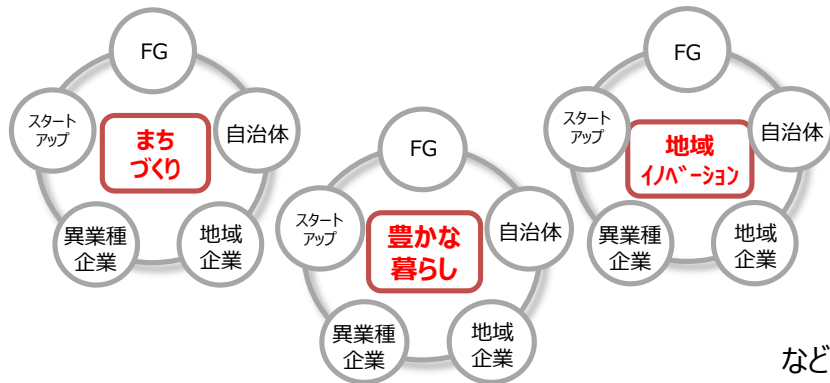 FG
スタート
アップ
まち
づくり
自治体
異業種
企業
地域
企業
FG
スタート
アップ
豊かな
暮らし
自治体
異業種
企業
地域
企業
FG
スタート
アップ
地域
ｲﾉﾍﾞｰｼｮﾝ
自治体
異業種
企業
地域
企業
など